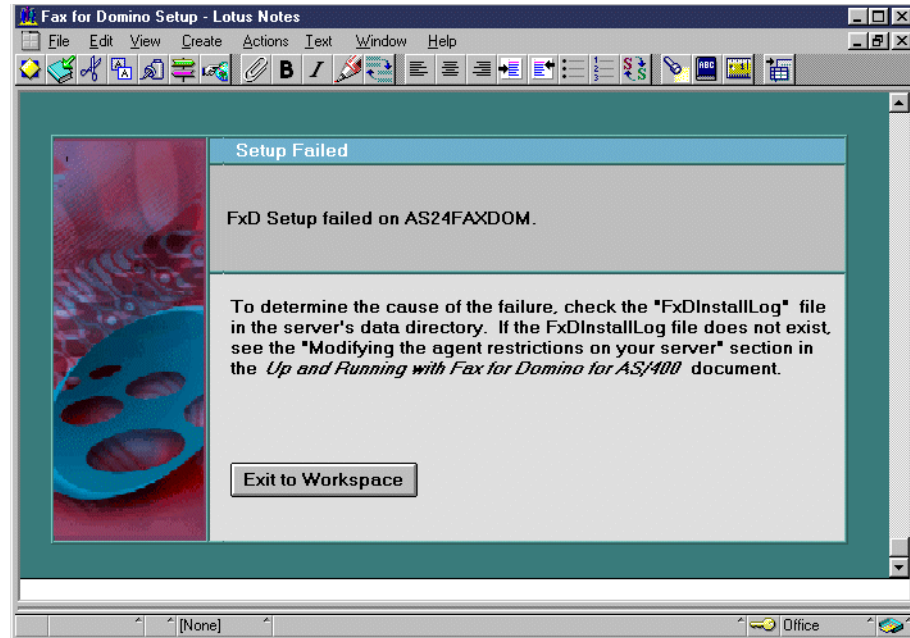 Fax for Domino Setup - Lotus Notes
File Edit View Create Actions Text Window Help
B I
ABC
Setup Failed
FxD Setup failed on AS24FAXDOM.
To determine the cause of the failure, check the "FxDInstallLog" file
in the server's data directory. If the FxDInstallLog file does not exist,
see the "Modifying the agent restrictions on your server" section in
the Up and Running with Fax for Domino for AS/400 document.
Exit to Workspace
[None] Office